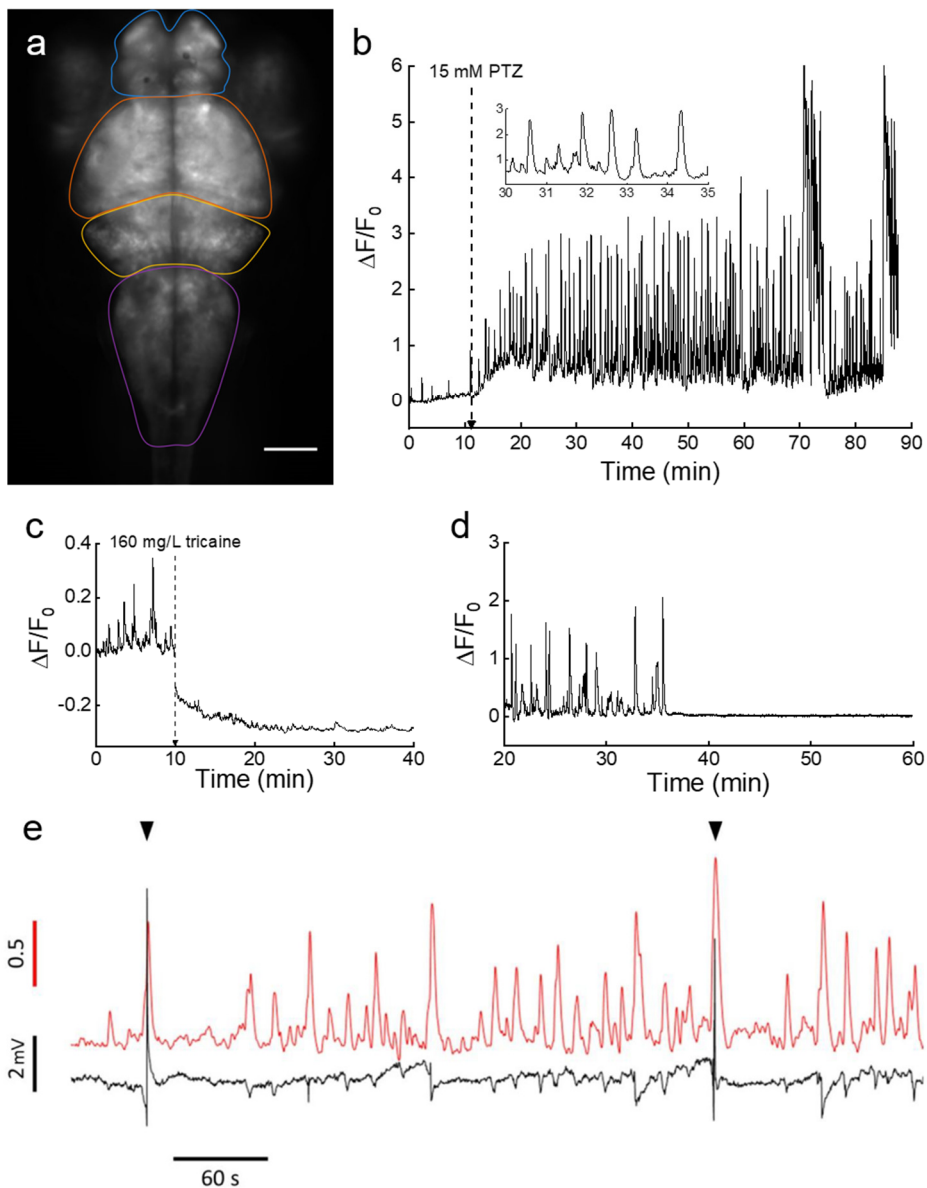 a
b
15 mM PTZ
ΔF/F0
6
5
4
3
2
1
0
3
2
1
30 31 32 33 34 35
0 10 20 30 40 50 60 70 80 90
Time (min)
c
160 mg/L tricaine
ΔF/F0
0.4
0.2
0.0
-0.2
0 10 20 30 40
Time (min)
d
ΔF/F0
3
2
1
0
20 30 40 50 60
Time (min)
e
0.5
2 mV
60 s